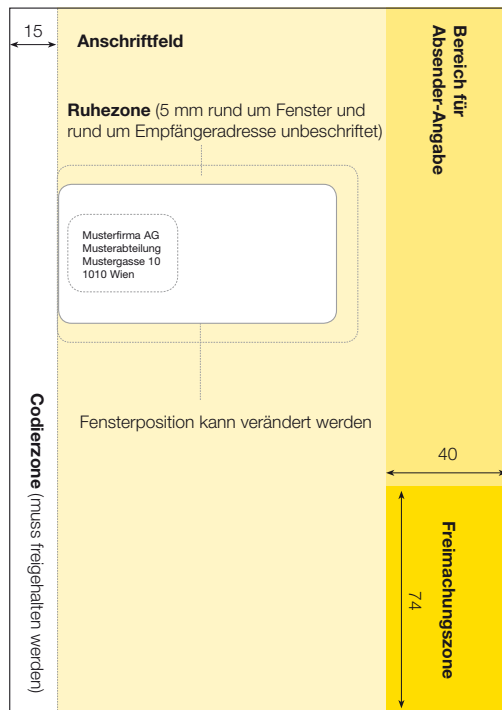 15
Anschriftfeld
Ruhezone (5 mm rund um Fenster und
rund um Empfängeradresse unbeschriftet)
Musterfirma AG
Musterabteilung
Mustergasse 10
1010 Wien
Fensterposition kann verändert werden
Codierzone (muss freigehalten werden)
Bereich für
Absender-Angabe
40
74
Freimachungszone